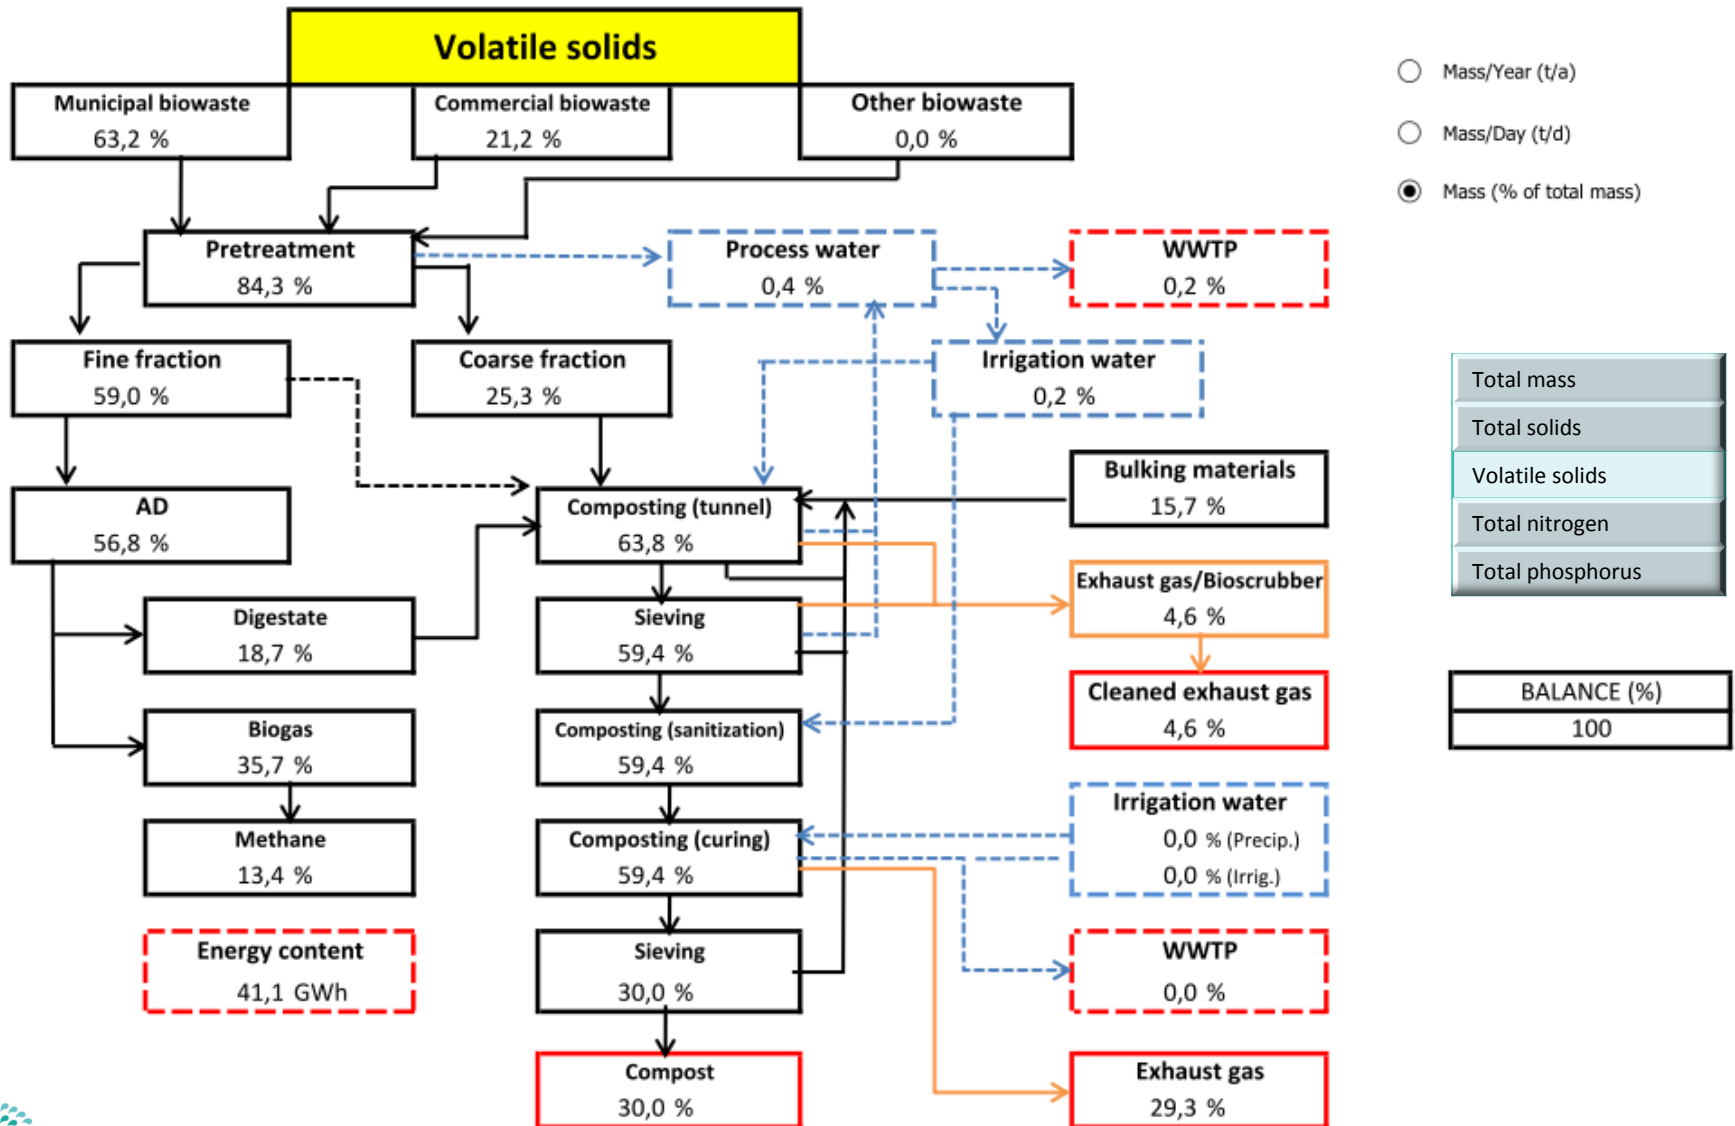 Volatile solids
Municipal biowaste
63,2 %
Commercial biowaste
21,2 %
Other biowaste
0,0 %
Mass/Year (t/a)
Mass/Day (t/d)
Mass (% of total mass)
Pretreatment
84,3 %
Process water
0,4 %
WWTP
0,2 %
Fine fraction
59,0 %
Coarse fraction
25,3 %
Irrigation water
0,2 %
Total mass
Total solids
Volatile solids
Total nitrogen
Total phosphorus
Bulking materials
15,7 %
AD
56,8 %
Composting (tunnel)
63,8 %
Exhaust gas/Bioscrubber
4,6 %
Digestate
18,7 %
Sieving
59,4 %
Cleaned exhaust gas
4,6 %
BALANCE (%)
100
Biogas
35,7 %
Composting (sanitization)
59,4 %
Irrigation water
0,0 % (Precip.)
0,0 % (Irrig.)
Methane
13,4 %
Composting (curing)
59,4 %
Energy content
41,1 GWh
Sieving
30,0 %
WWTP
0,0 %
Compost
30,0 %
Exhaust gas
29,3 %